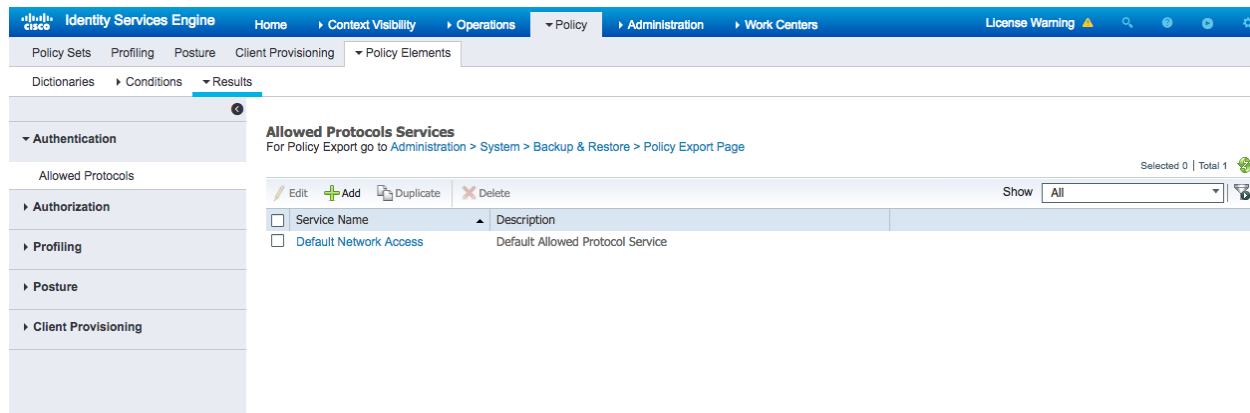 cisco Identity Services Engine Home Context Visibility Operations Policy Administration Work Centers License Warning
Policy Sets Profiling Posture Client Provisioning Policy Elements
Dictionaries Conditions Results
Authentication
Allowed Protocols
Authorization
Profiling
Posture
Client Provisioning
Allowed Protocols Services
For Policy Export go to Administration > System > Backup & Restore > Policy Export Page
Selected 0 | Total 1
Edit Add Duplicate Delete Show All
Service Name Description
Default Network Access Default Allowed Protocol Service